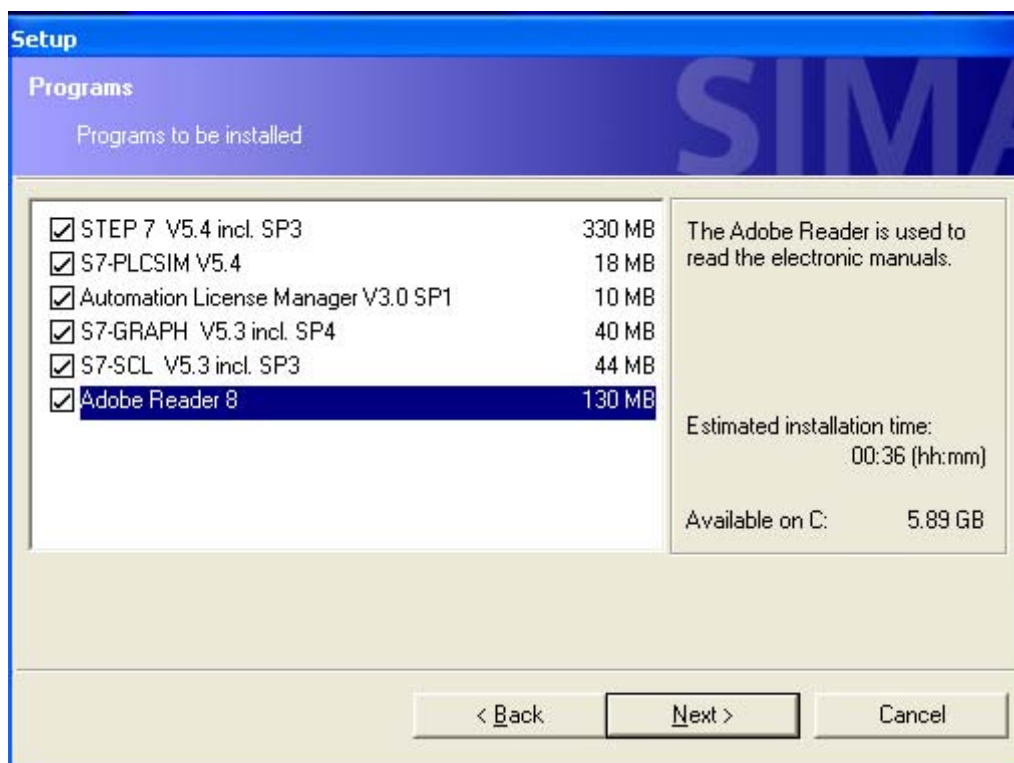 Setup
Programs
Programs to be installed
STEP 7 V5.4 incl. SP3 330 MB
S7-PLCSIM V5.4 18 MB
Automation License Manager V3.0 SP1 10 MB
S7-GRAPH V5.3 incl. SP4 40 MB
S7-SCL V5.3 incl. SP3 44 MB
Adobe Reader 8 130 MB
The Adobe Reader is used to
read the electronic manuals.
Estimated installation time:
00:36 (hh:mm)
Available on C: 5.89 GB
< Back
Next >
Cancel